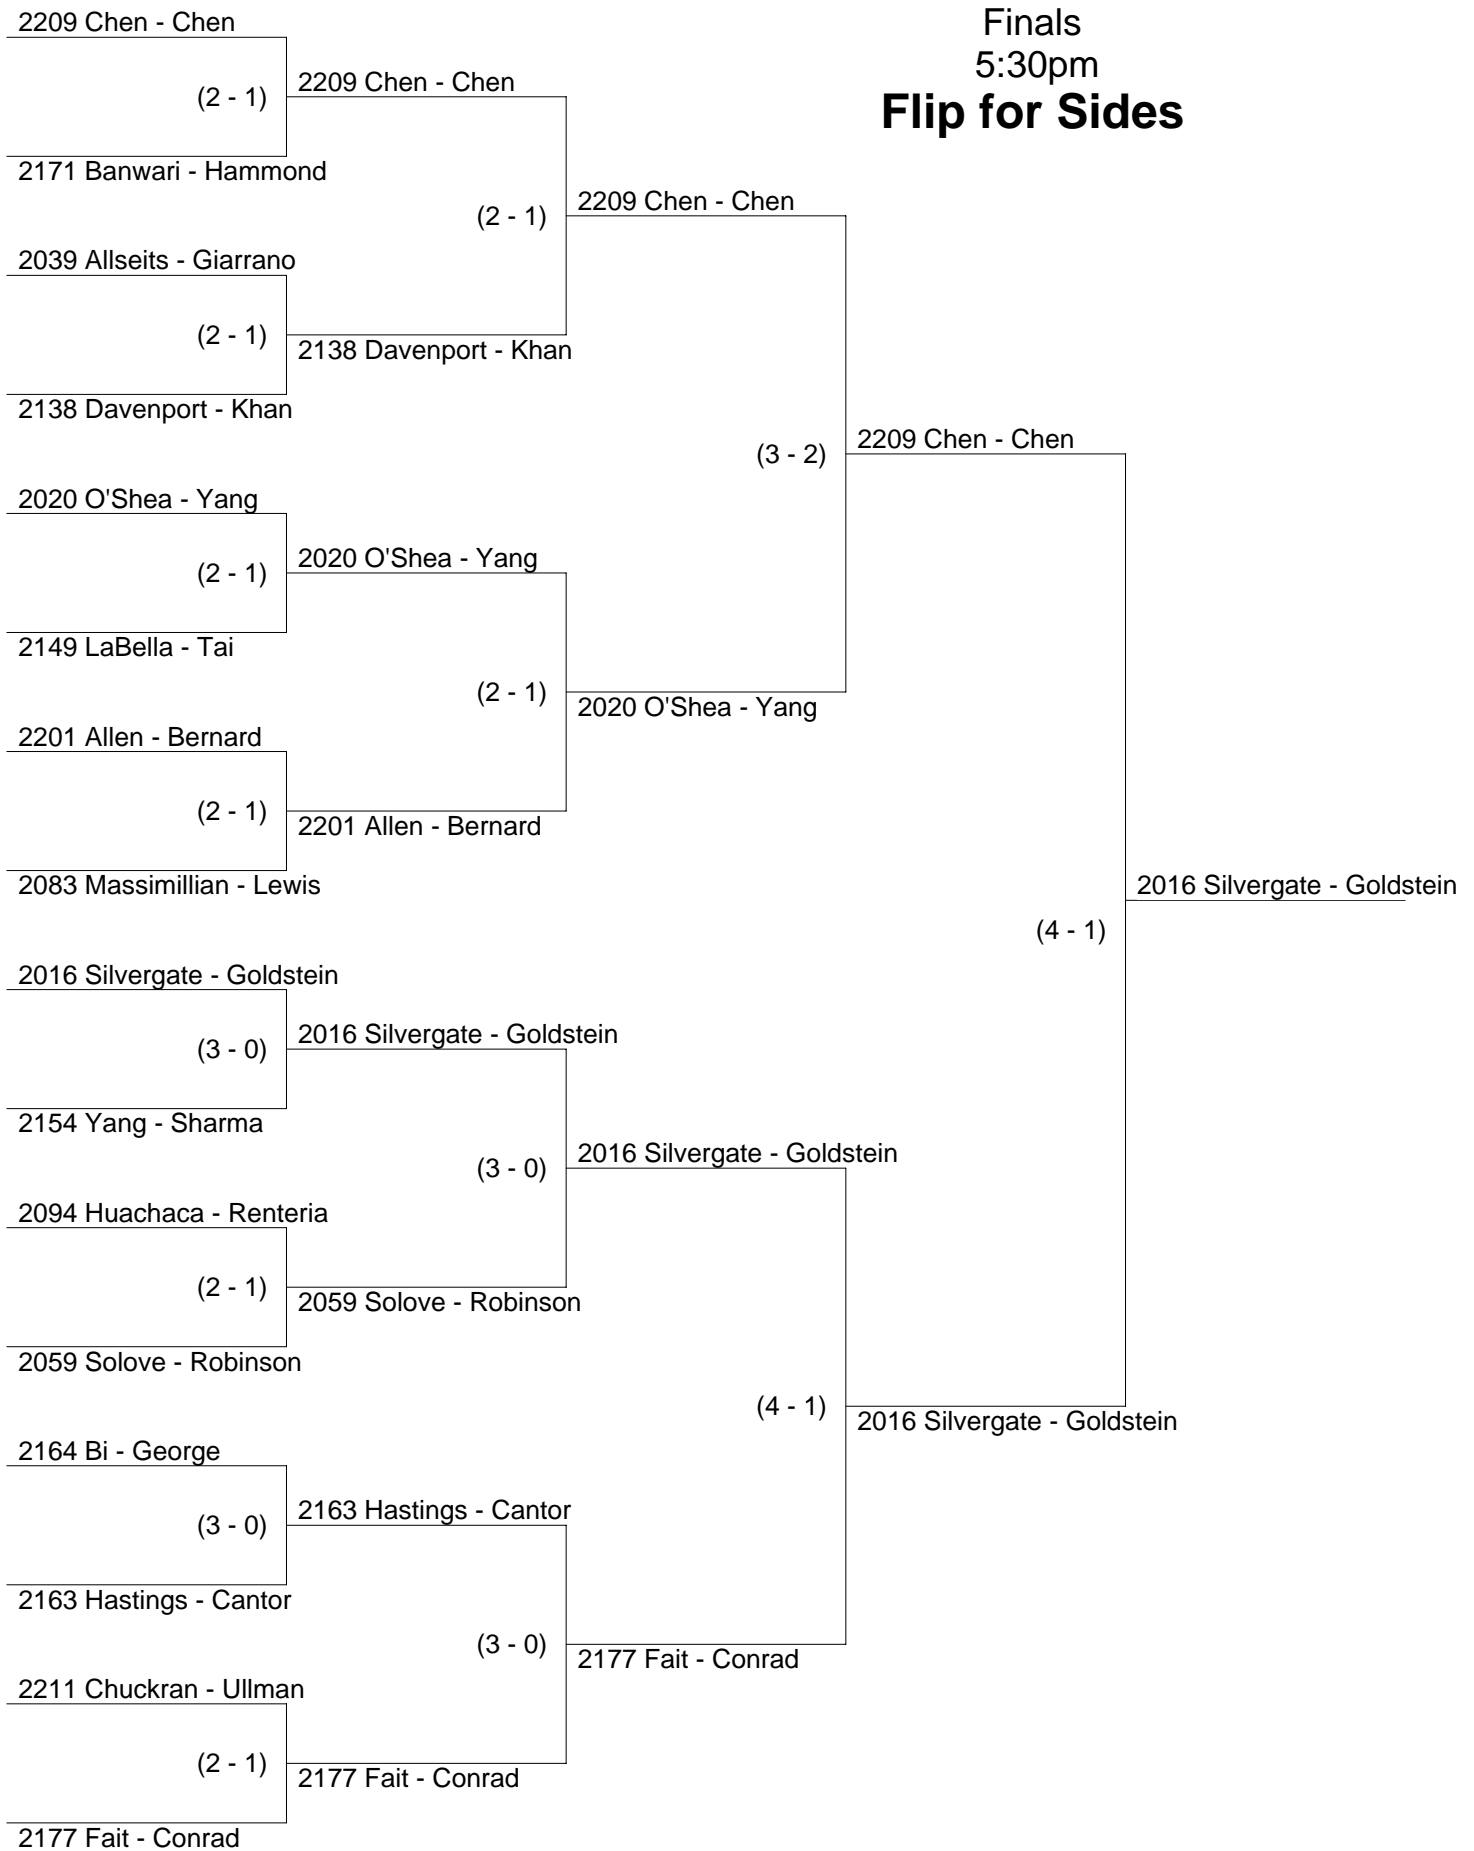 Finals
5:30pm
Flip for Sides
2209 Chen - Chen
(2 - 1)
2171 Banwari - Hammond
2039 Allseits - Giarrano
(2 - 1)
2138 Davenport - Khan
2020 O'Shea - Yang
(2 - 1)
2149 LaBella - Tai
2201 Allen - Bernard
(2 - 1)
2083 Massimillian - Lewis
2016 Silvergate - Goldstein
(3 - 0)
2154 Yang - Sharma
2094 Huachaca - Renteria
(2 - 1)
2059 Solove - Robinson
2164 Bi - George
(3 - 0)
2163 Hastings - Cantor
2211 Chuckran - Ullman
(2 - 1)
2177 Fait - Conrad
2209 Chen - Chen
(2 - 1)
2138 Davenport - Khan
2020 O'Shea - Yang
(2 - 1)
2201 Allen - Bernard
2016 Silvergate - Goldstein
(3 - 0)
2059 Solove - Robinson
2163 Hastings - Cantor
(3 - 0)
2177 Fait - Conrad
2209 Chen - Chen
(3 - 2)
2020 O'Shea - Yang
2016 Silvergate - Goldstein
(4 - 1)
2177 Fait - Conrad
2209 Chen - Chen
(4 - 1)
2016 Silvergate - Goldstein
2016 Silvergate - Goldstein